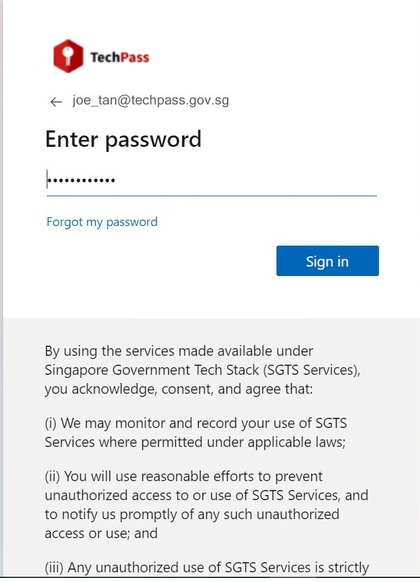 TechPass
← joe_tan@techpass.gov.sg
Enter password
••••••••••••
Forgot my password
Sign in
By using the services made available under
Singapore Government Tech Stack (SGTS Services),
you acknowledge, consent, and agree that:
(i) We may monitor and record your use of SGTS
Services where permitted under applicable laws;
(ii) You will use reasonable efforts to prevent
unauthorized access to or use of SGTS Services, and
to notify us promptly of any such unauthorized
access or use; and
(iii) Any unauthorized use of SGTS Services is strictly